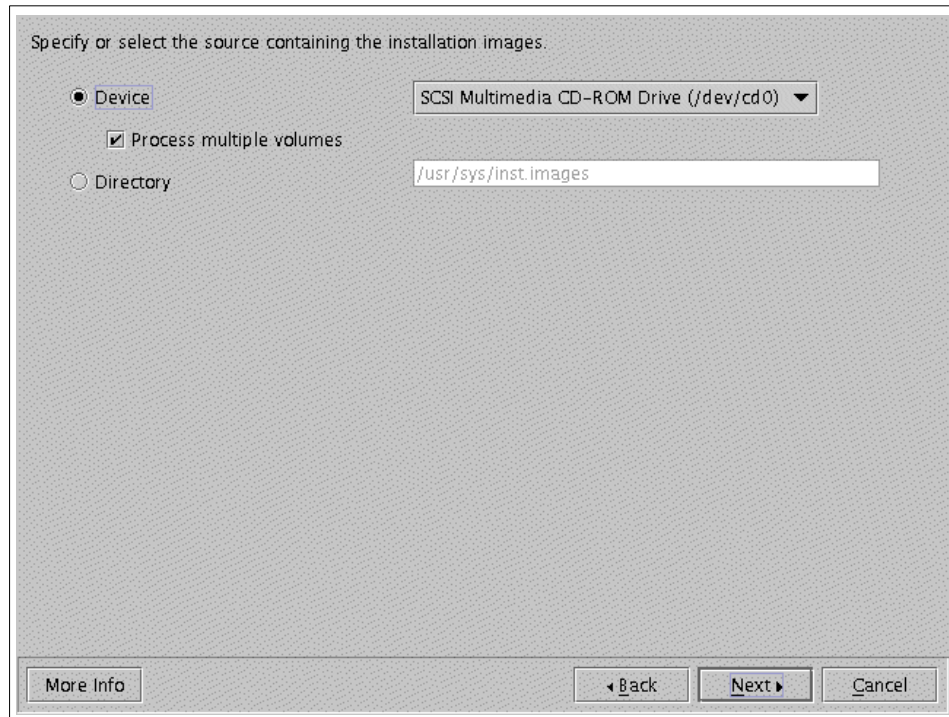 Specify or select the source containing the installation images.
Device
SCSI Multimedia CD-ROM Drive (/dev/cd0)
Process multiple volumes
Directory
/usr/sys/inst.images
More Info
Back
Next
Cancel